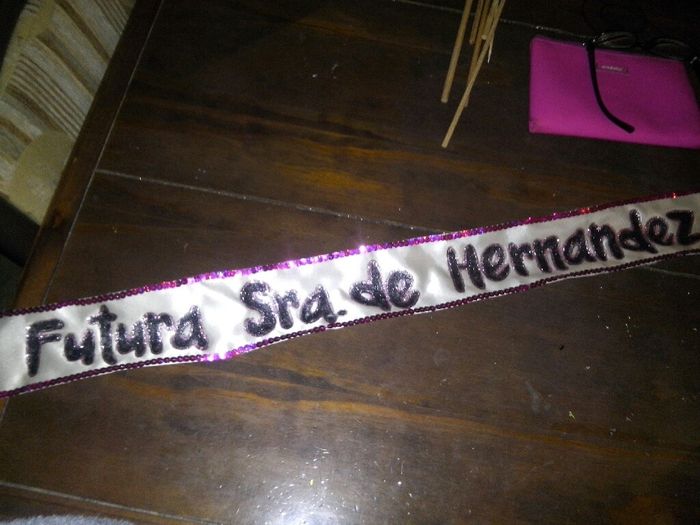 Futura Sra. de Hernandez